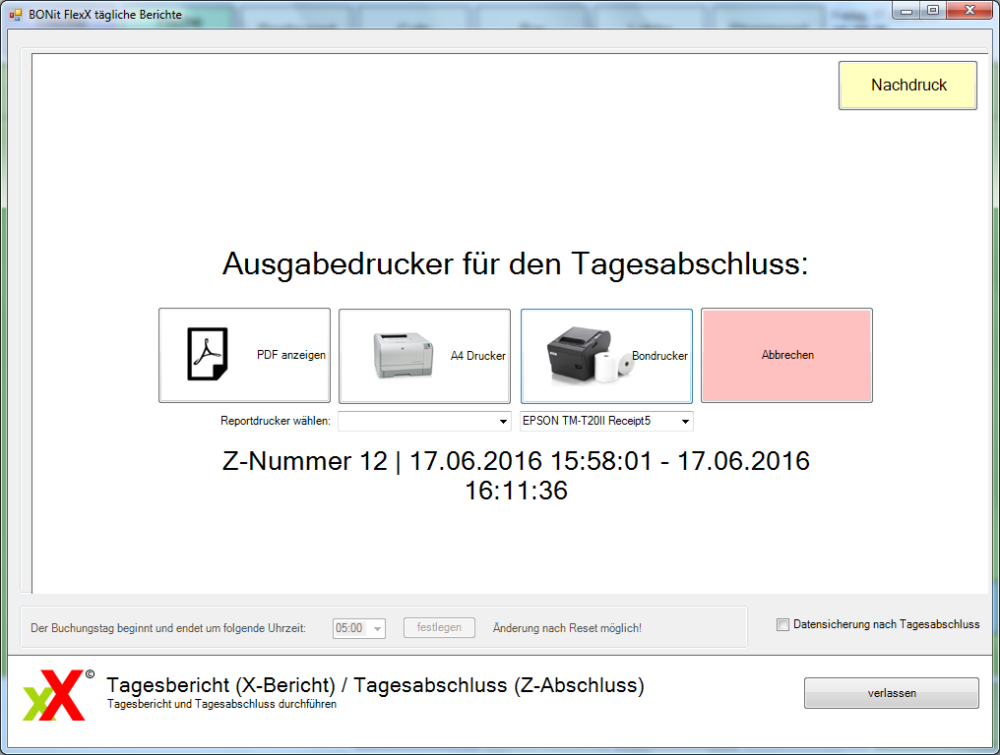 BONit FlexX tägliche Berichte
Nachdruck
Ausgabedrucker für den Tagesabschluss:
PDF anzeigen
A4 Drucker
Bondrucker
Abbrechen
Reportdrucker wählen:
EPSON TM-T20II Receipt5
Z-Nummer 12 | 17.06.2016 15:58:01 - 17.06.2016
16:11:36
Der Buchungstag beginnt und endet um folgende Uhrzeit:
05:00
festlegen
Änderung nach Reset möglich!
Datensicherung nach Tagesabschluss
xX©
Tagesbericht (X-Bericht) / Tagesabschluss (Z-Abschluss)
Tagesbericht und Tagesabschluss durchführen
verlassen